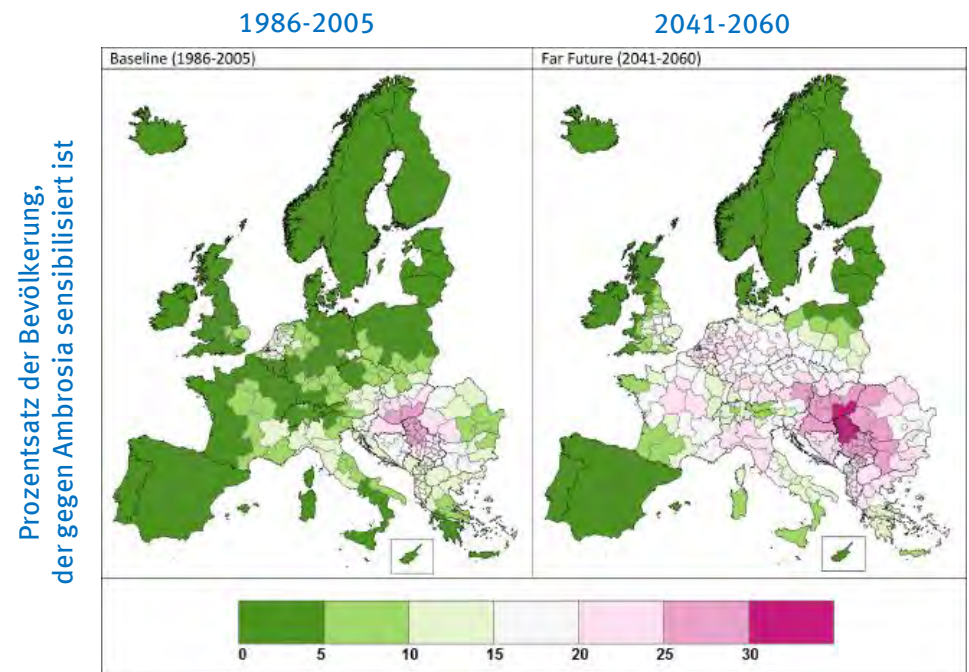 1986-2005
2041-2060
Prozentsatz der Bevölkerung,
der gegen Ambrosia sensibilisiert ist
Baseline (1986-2005)
Far Future (2041-2060)
0 5 10 15 20 25 30